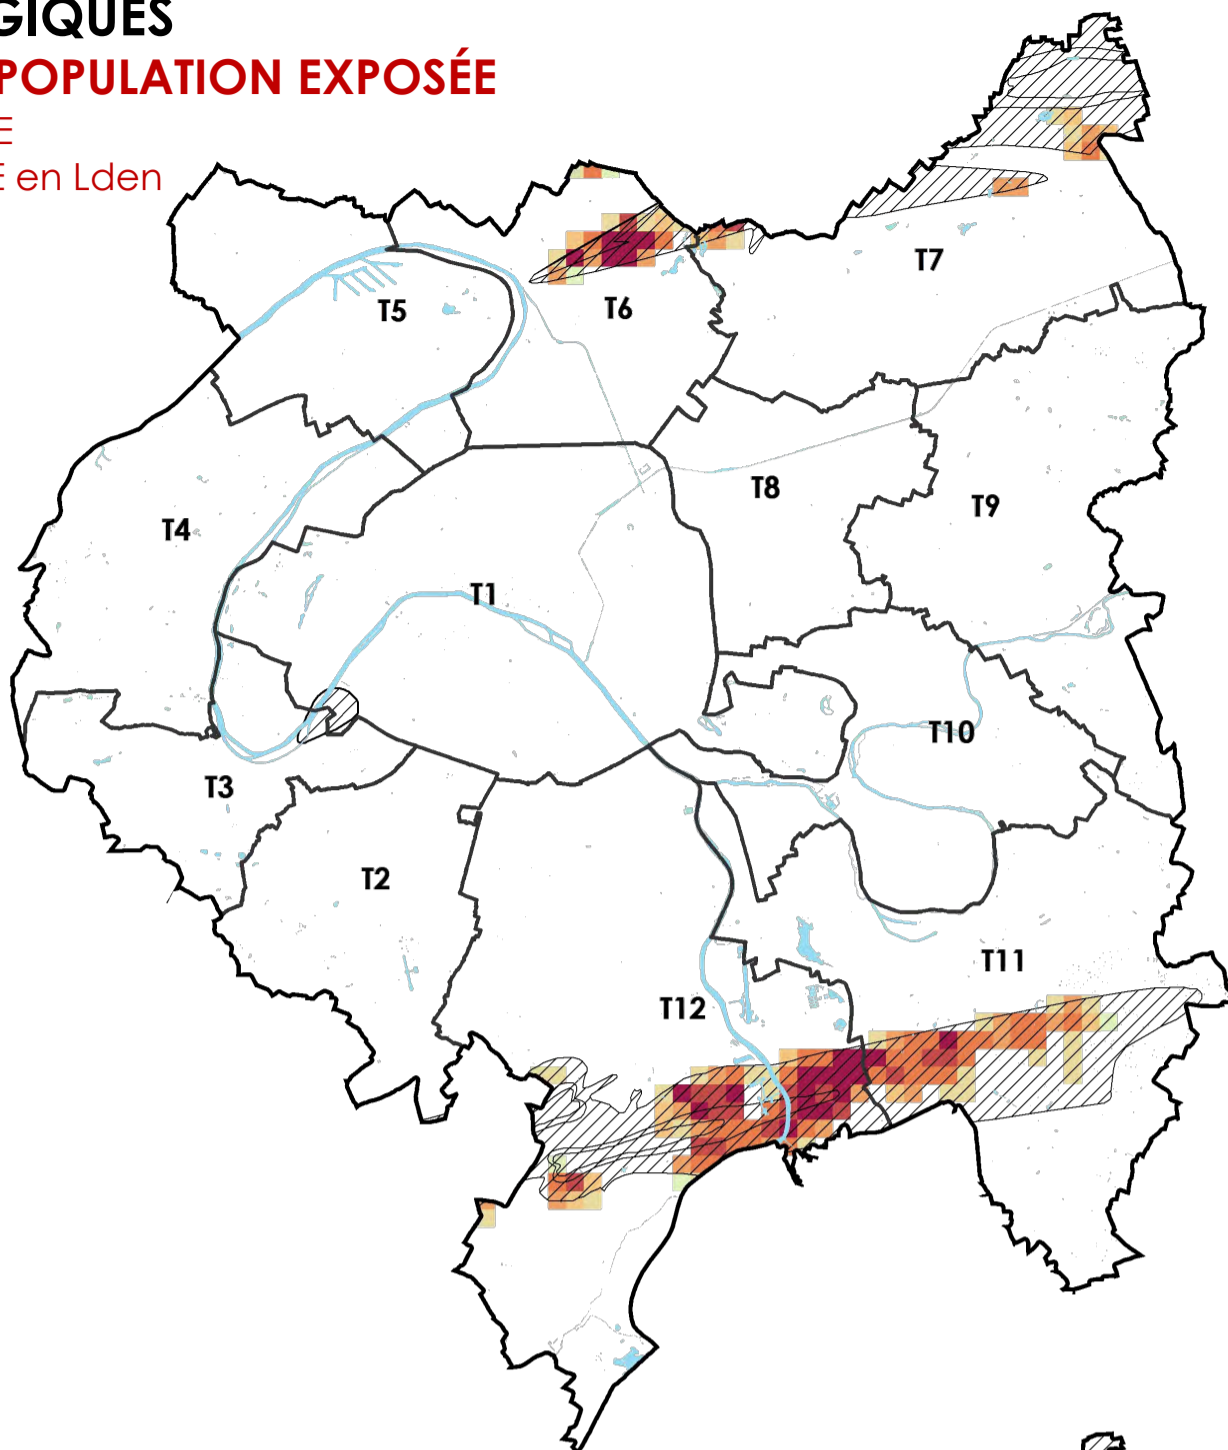 GIQUES
POPULATION EXPOSÉE
E
E en Lden
T7
T5
T6
T8
T9
T4
T1
T10
T3
T2
T11
T12